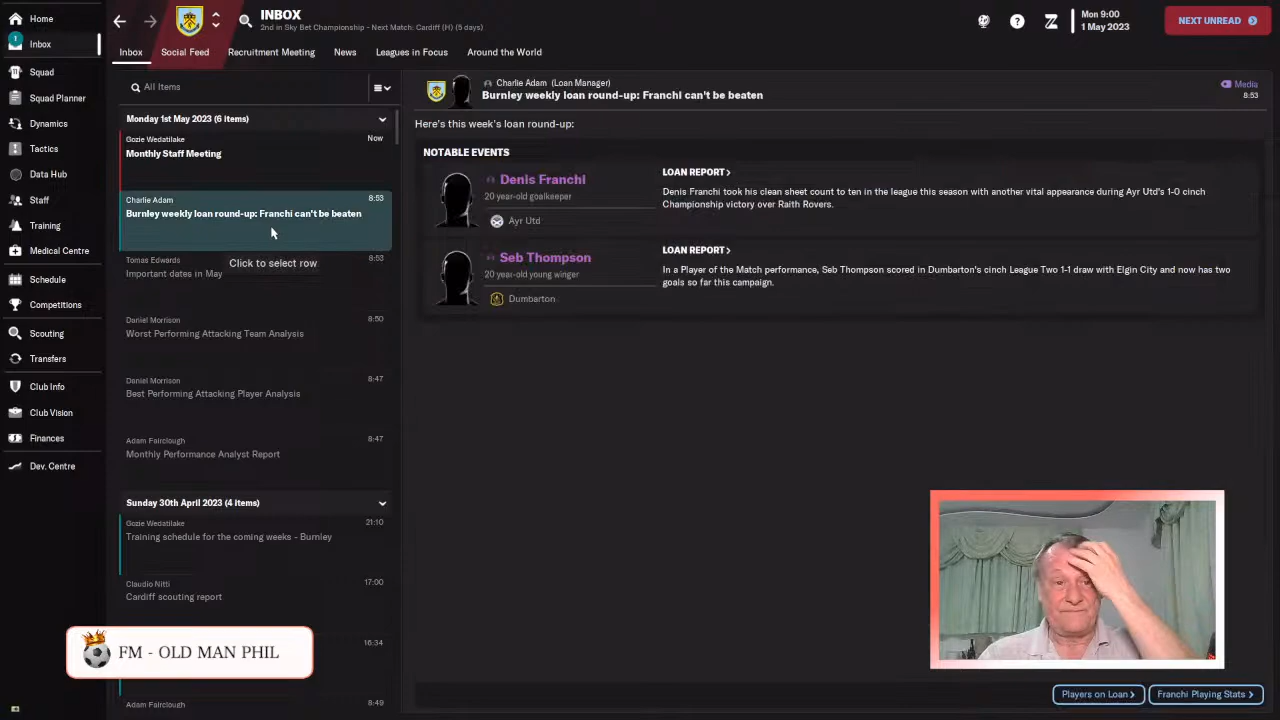 Home
1
Inbox
Squad
Squad Planner
Dynamics
Tactics
Data Hub
Staff
Training
Medical Centre
Schedule
Competitions
Scouting
Transfers
Club Info
Club Vision
Finances
Dev. Centre
INBOX
2nd in Sky Bet Championship - Next Match: Cardiff (H) (5 days)
Mon 9:00
1 May 2023
NEXT UNREAD
Inbox
Social Feed
Recruitment Meeting
News
Leagues in Focus
Around the World
All Items
Monday 1st May 2023 (6 items)
Gozie Wedatilake
Now
Monthly Staff Meeting
Charlie Adam
8:53
Burnley weekly loan round-up: Franchi can't be beaten
Click to select row
Tomas Edwards
8:53
Important dates in May
Daniel Morrison
8:50
Worst Performing Attacking Team Analysis
Daniel Morrison
8:47
Best Performing Attacking Player Analysis
Adam Fairclough
8:47
Monthly Performance Analyst Report
Sunday 30th April 2023 (4 items)
Gozie Wedatilake
21:10
Training schedule for the coming weeks - Burnley
Claudio Nitti
17:00
Cardiff scouting report
16:34
Adam Fairclough
8:49
Charlie Adam (Loan Manager)
Burnley weekly loan round-up: Franchi can't be beaten
Media
8:53
Here's this week's loan round-up:
NOTABLE EVENTS
Denis Franchi
20 year-old goalkeeper
Ayr Utd
LOAN REPORT >
Denis Franchi took his clean sheet count to ten in the league this season with another vital appearance during Ayr Utd's 1-0 cinch
Championship victory over Raith Rovers.
Seb Thompson
20 year-old young winger
Dumbarton
LOAN REPORT >
In a Player of the Match performance, Seb Thompson scored in Dumbarton's cinch League Two 1-1 draw with Elgin City and now has two
goals so far this campaign.
FM - OLD MAN PHIL
Players on Loan >
Franchi Playing Stats >